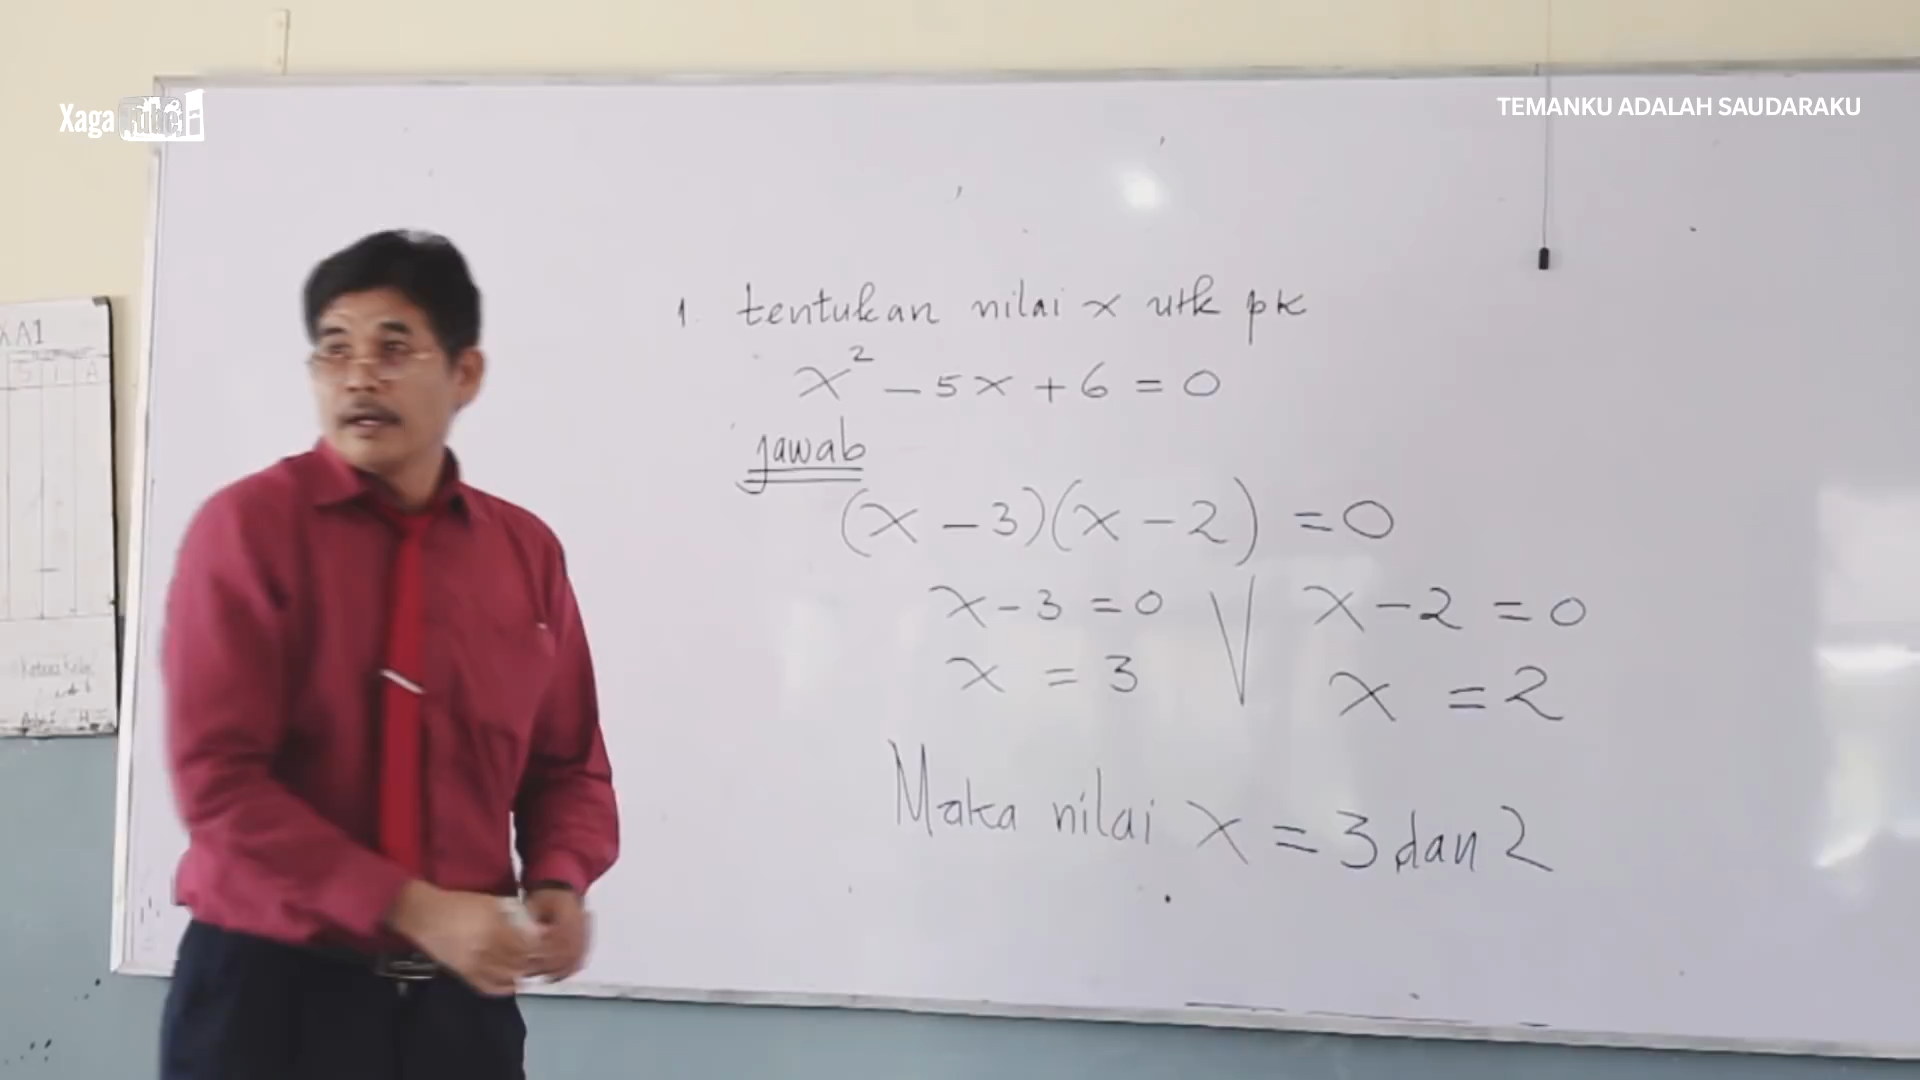 Xaga
TEMANKU ADALAH SAUDARAKU
X A1
S I A
1. tentukan nilai x utk pk
x² - 5x + 6 = 0
jawab
(x - 3)(x - 2) = 0
x - 3 = 0 V x - 2 = 0
x = 3 x = 2
Maka nilai x = 3 dan 2